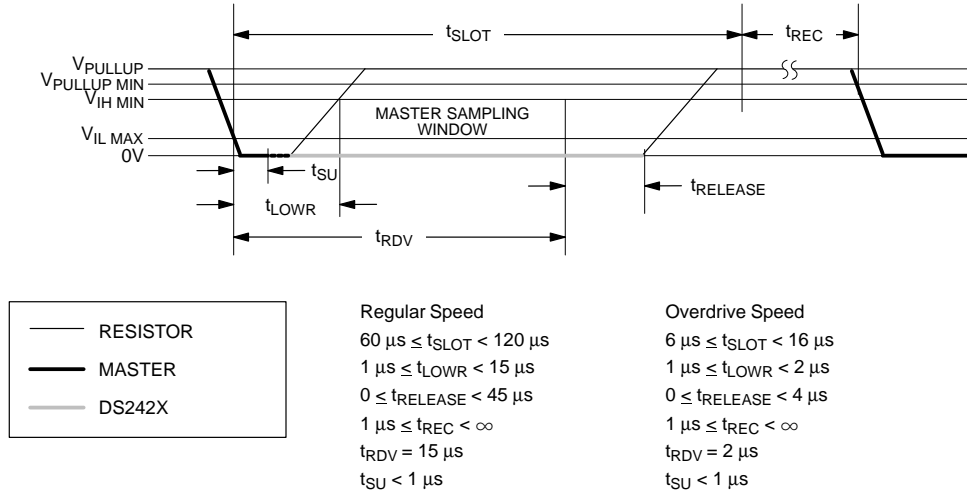 tSLOT
tREC
VPULLUP
VPULLUP MIN
VIH MIN
MASTER SAMPLING
WINDOW
VIL MAX
0V
tSU
tRELEASE
tLOWR
tRDV
RESISTOR
MASTER
DS242X
Regular Speed
60 μs ≤ tSLOT < 120 μs
1 μs ≤ tLOWR < 15 μs
0 ≤ tRELEASE < 45 μs
1 μs ≤ tREC < ∞
tRDV = 15 μs
tSU < 1 μs
Overdrive Speed
6 μs ≤ tSLOT < 16 μs
1 μs ≤ tLOWR < 2 μs
0 ≤ tRELEASE < 4 μs
1 μs ≤ tREC < ∞
tRDV = 2 μs
tSU < 1 μs